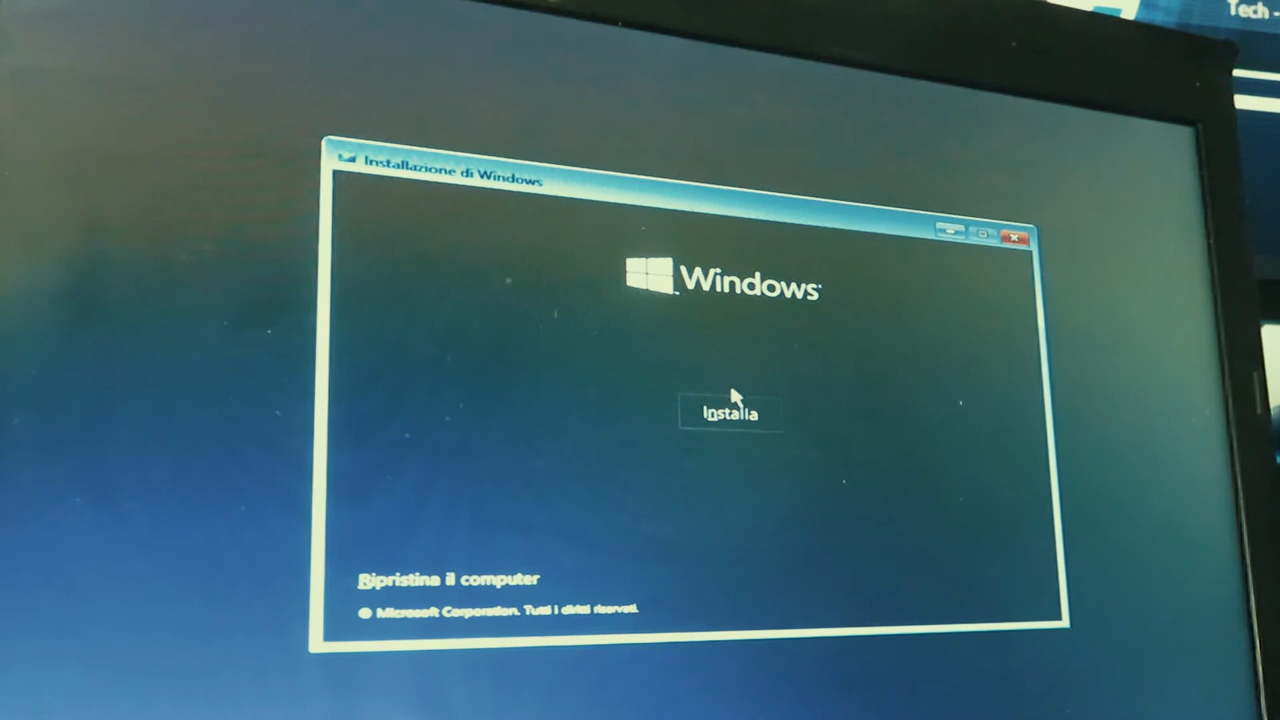 Tech -
Installazione di Windows
Windows
Installa
Ripristina il computer
© Microsoft Corporation. Tutti i diritti riservati.